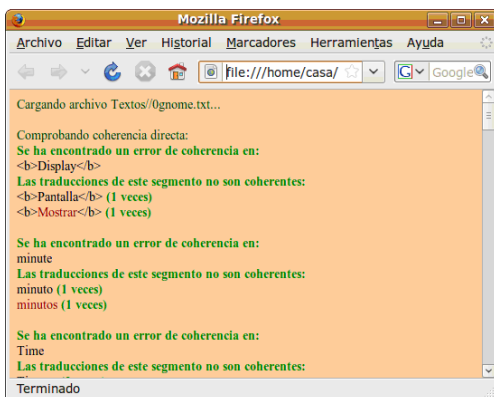 Mozilla Firefox
Archivo Editar Ver Historial Marcadores Herramientas Ayuda
file:///home/casa/ G Google
Cargando archivo Textos//0gnome.txt...
Comprobando coherencia directa:
Se ha encontrado un error de coherencia en:
<b>Display</b>
Las traducciones de este segmento no son coherentes:
<b>Pantalla</b> (1 veces)
<b>Mostrar</b> (1 veces)
Se ha encontrado un error de coherencia en:
minute
Las traducciones de este segmento no son coherentes:
minuto (1 veces)
minutos (1 veces)
Se ha encontrado un error de coherencia en:
Time
Las traducciones de este segmento no son coherentes:
Terminado